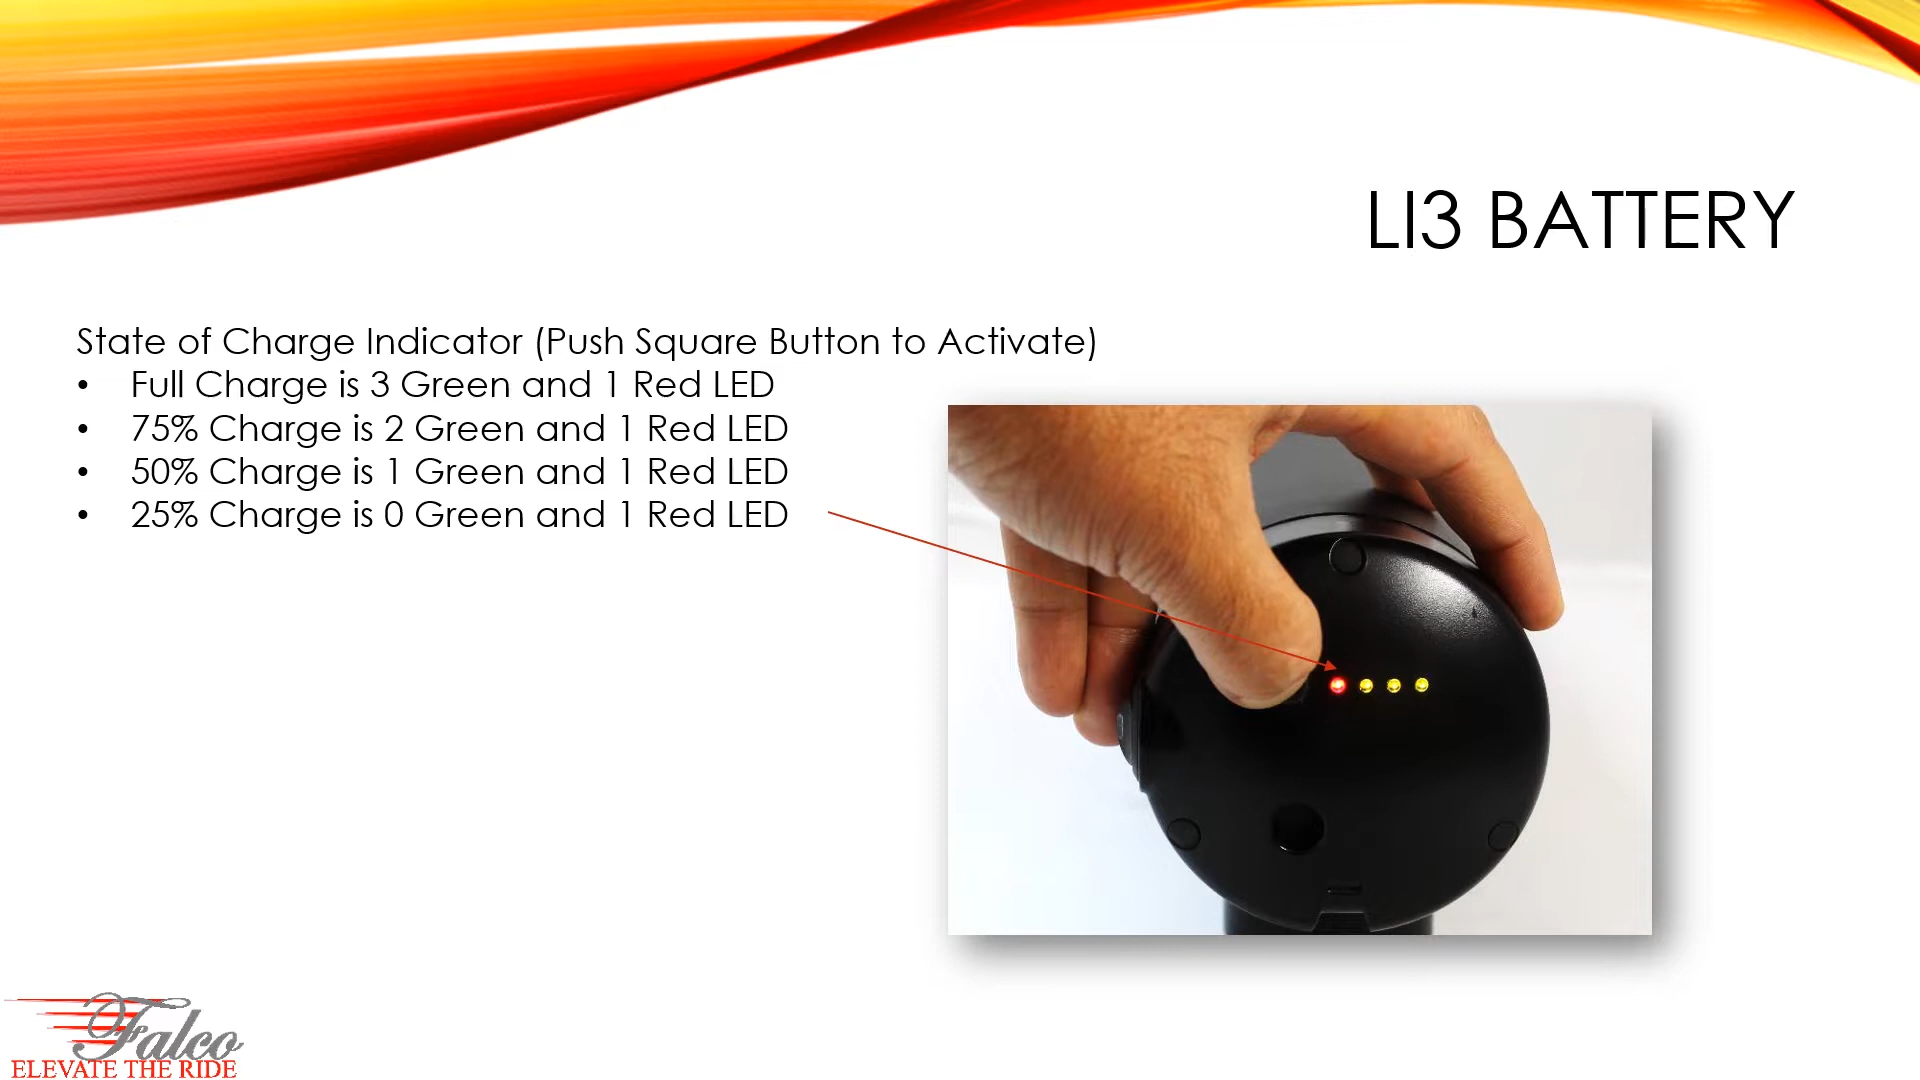 LI3 BATTERY
State of Charge Indicator (Push Square Button to Activate)
• Full Charge is 3 Green and 1 Red LED
• 75% Charge is 2 Green and 1 Red LED
• 50% Charge is 1 Green and 1 Red LED
• 25% Charge is 0 Green and 1 Red LED
Falco
ELEVATE THE RIDE